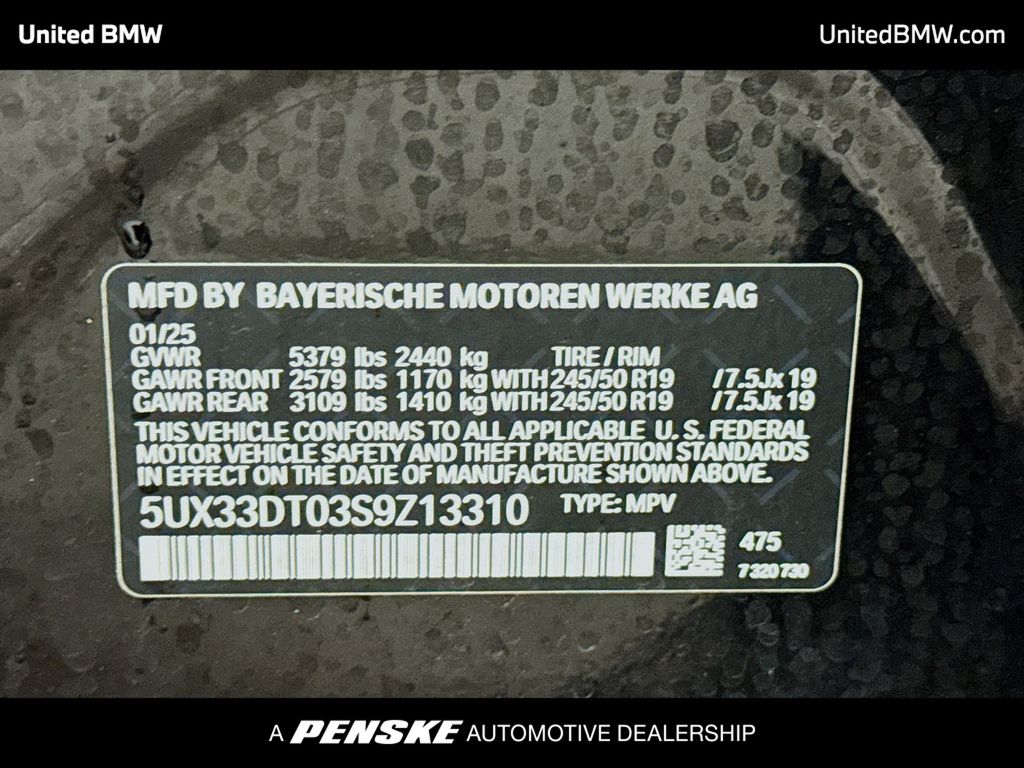 United BMW
UnitedBMW.com
MFD BY BAYERISCHE MOTOREN WERKE AG
01/25
GVWR 5379 lbs 2440 kg TIRE / RIM
GAWR FRONT 2579 lbs 1170 kg WITH 245/50 R19 / 7.5Jx 19
GAWR REAR 3109 lbs 1410 kg WITH 245/50 R19 / 7.5Jx 19
THIS VEHICLE CONFORMS TO ALL APPLICABLE U. S. FEDERAL
MOTOR VEHICLE SAFETY AND THEFT PREVENTION STANDARDS
IN EFFECT ON THE DATE OF MANUFACTURE SHOWN ABOVE.
5UX33DT03S9Z13310 TYPE: MPV
475
7 320 730
A PENSKE AUTOMOTIVE DEALERSHIP